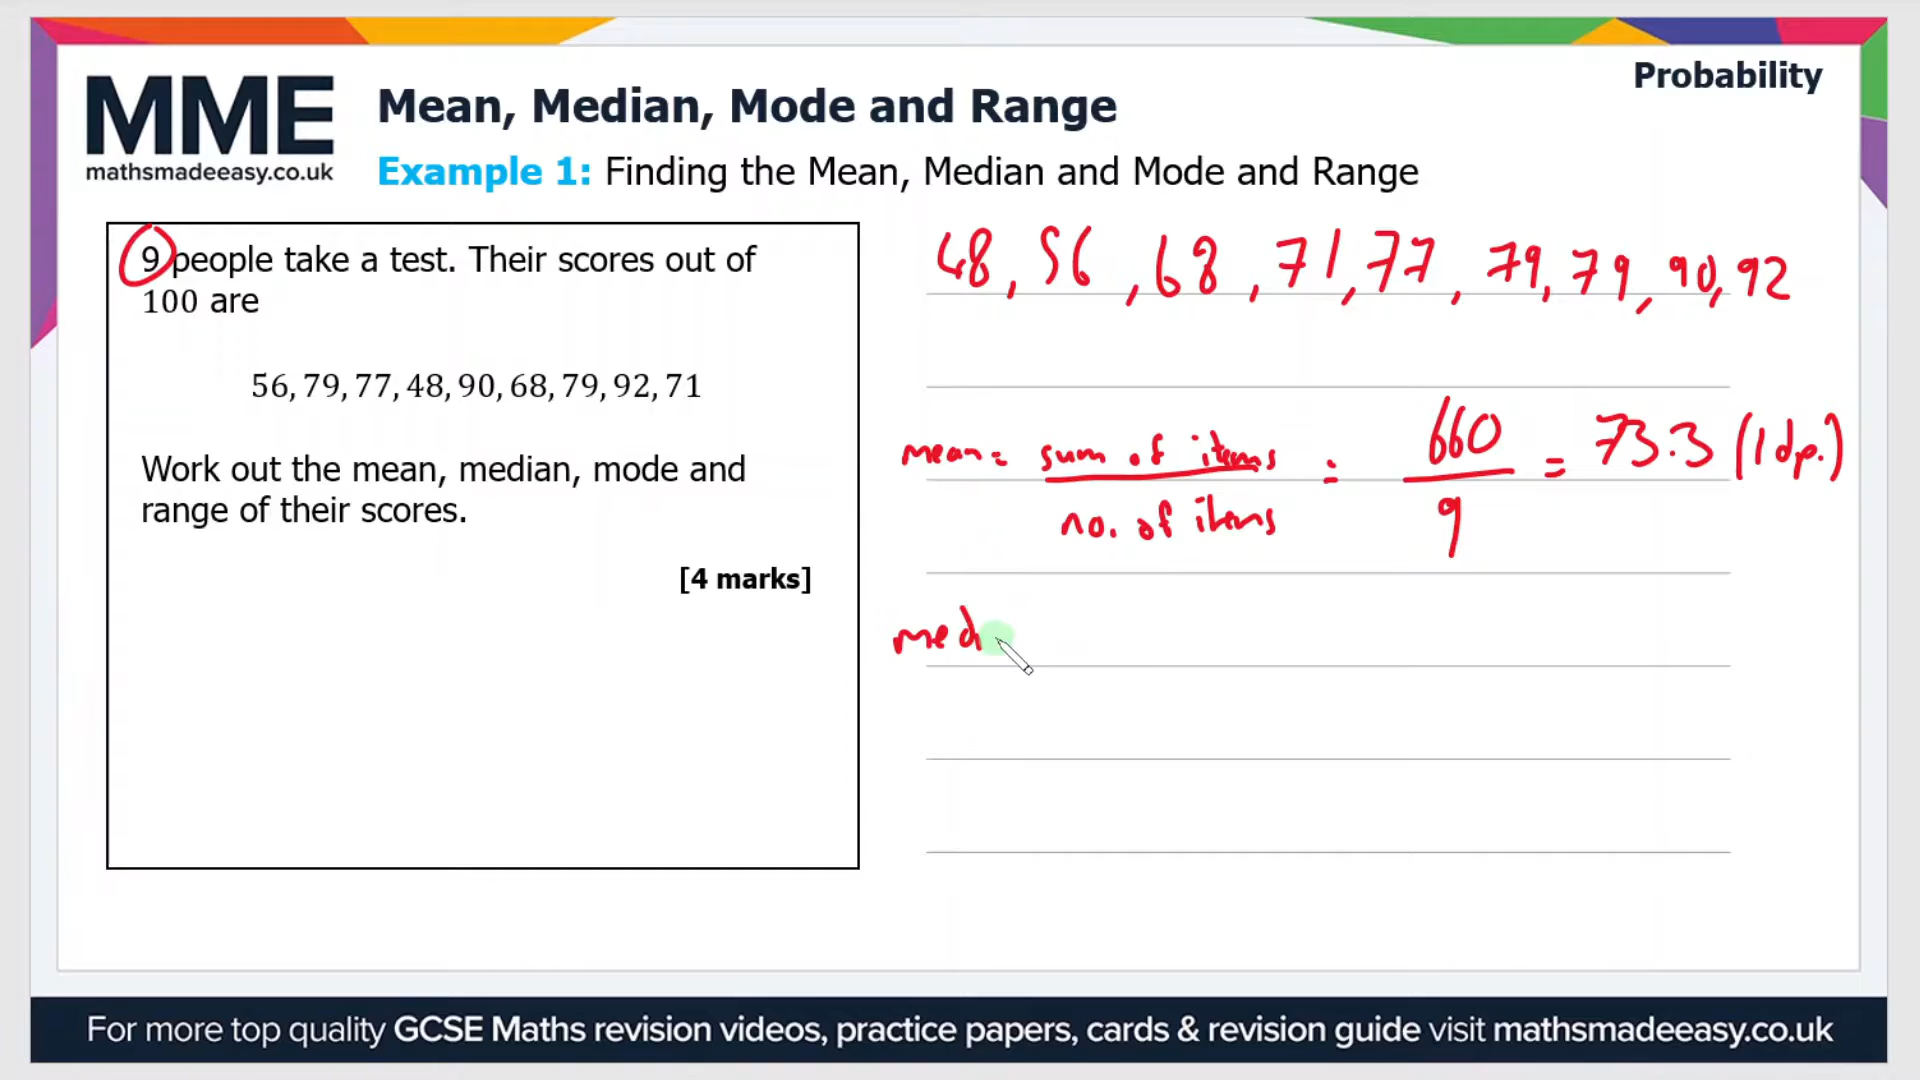 Probability
MME
mathsmadeeasy.co.uk
Mean, Median, Mode and Range
Example 1: Finding the Mean, Median and Mode and Range
9 people take a test. Their scores out of
100 are
56, 79, 77, 48, 90, 68, 79, 92, 71
Work out the mean, median, mode and
range of their scores.
[4 marks]
48, 56, 68, 71, 77, 79, 79, 90, 92
mean = sum of items / no. of items = 660 / 9 = 73.3 (1dp.)
med
For more top quality GCSE Maths revision videos, practice papers, cards & revision guide visit mathsmadeeasy.co.uk